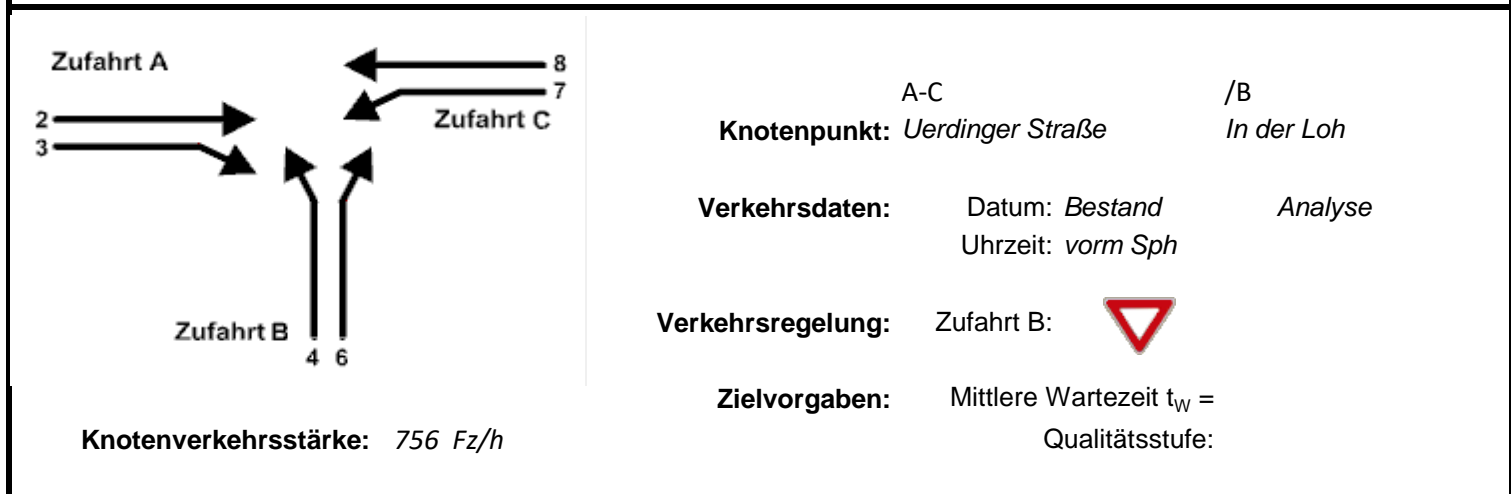 Zufahrt A
8
7
2
Zufahrt C
3
Zufahrt B
4 6
Knotenverkehrsstärke: 756 Fz/h
A-C /B
Knotenpunkt: Uerdinger Straße In der Loh
Verkehrsdaten: Datum: Bestand Analyse
Uhrzeit: vorm Sph
Verkehrsregelung: Zufahrt B:
Zielvorgaben: Mittlere Wartezeit tW =
Qualitätsstufe: